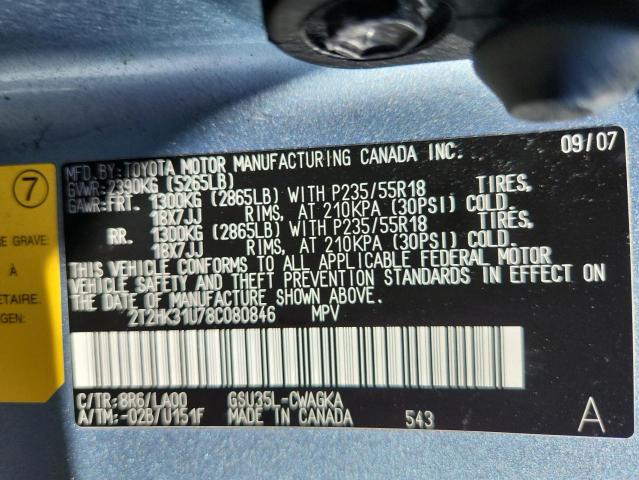 MFD.BY:TOYOTA MOTOR MANUFACTURING CANADA INC. 09/07
GVWR:2390KG (5265LB)
GAWR:FRT. 1300KG (2865LB) WITH P235/55R18 TIRES,
18X7JJ RIMS, AT 210KPA (30PSI) COLD.
RR. 1300KG (2865LB) WITH P235/55R18 TIRES,
18X7JJ RIMS, AT 210KPA (30PSI) COLD.
THIS VEHICLE CONFORMS TO ALL APPLICABLE FEDERAL MOTOR
VEHICLE SAFETY AND THEFT PREVENTION STANDARDS IN EFFECT ON
THE DATE OF MANUFACTURE SHOWN ABOVE.
2T2HK31U78C080846 MPV
C/TR:8R6/LA00 GSU35L-CWAGKA
A/TM:-02B/U151F MADE IN CANADA 543 A
7
E GRAVE:
À
ETAIRE.
GEN: